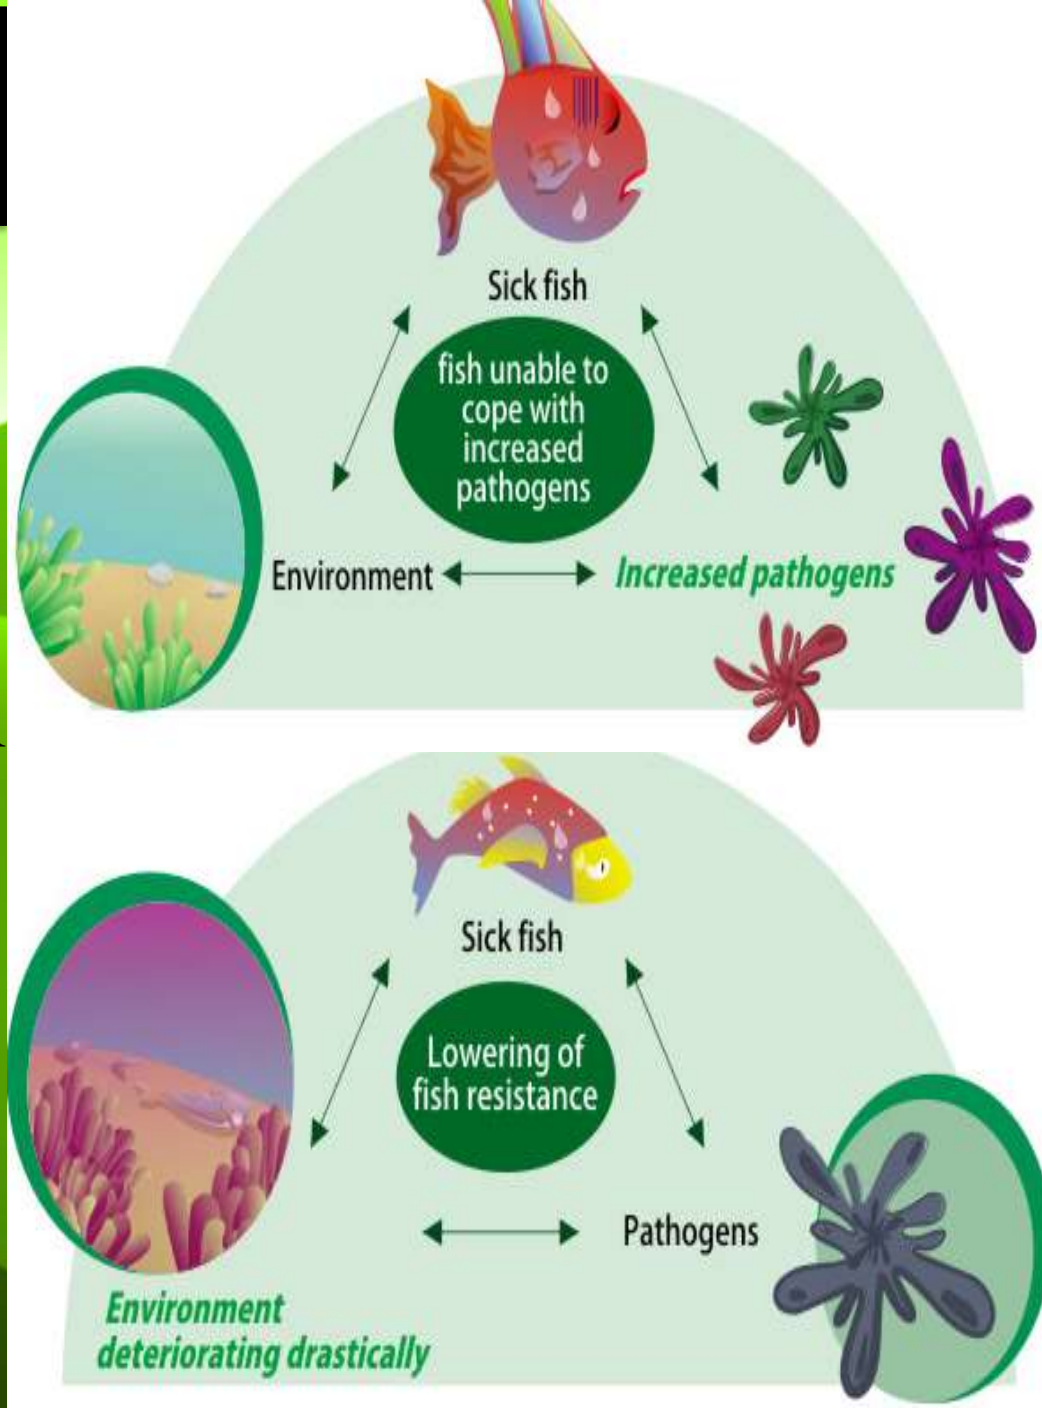 Sick fish
fish unable to
cope with
increased
pathogens
Environment
Increased pathogens
Sick fish
Lowering of
fish resistance
Pathogens
Environment
deteriorating drastically